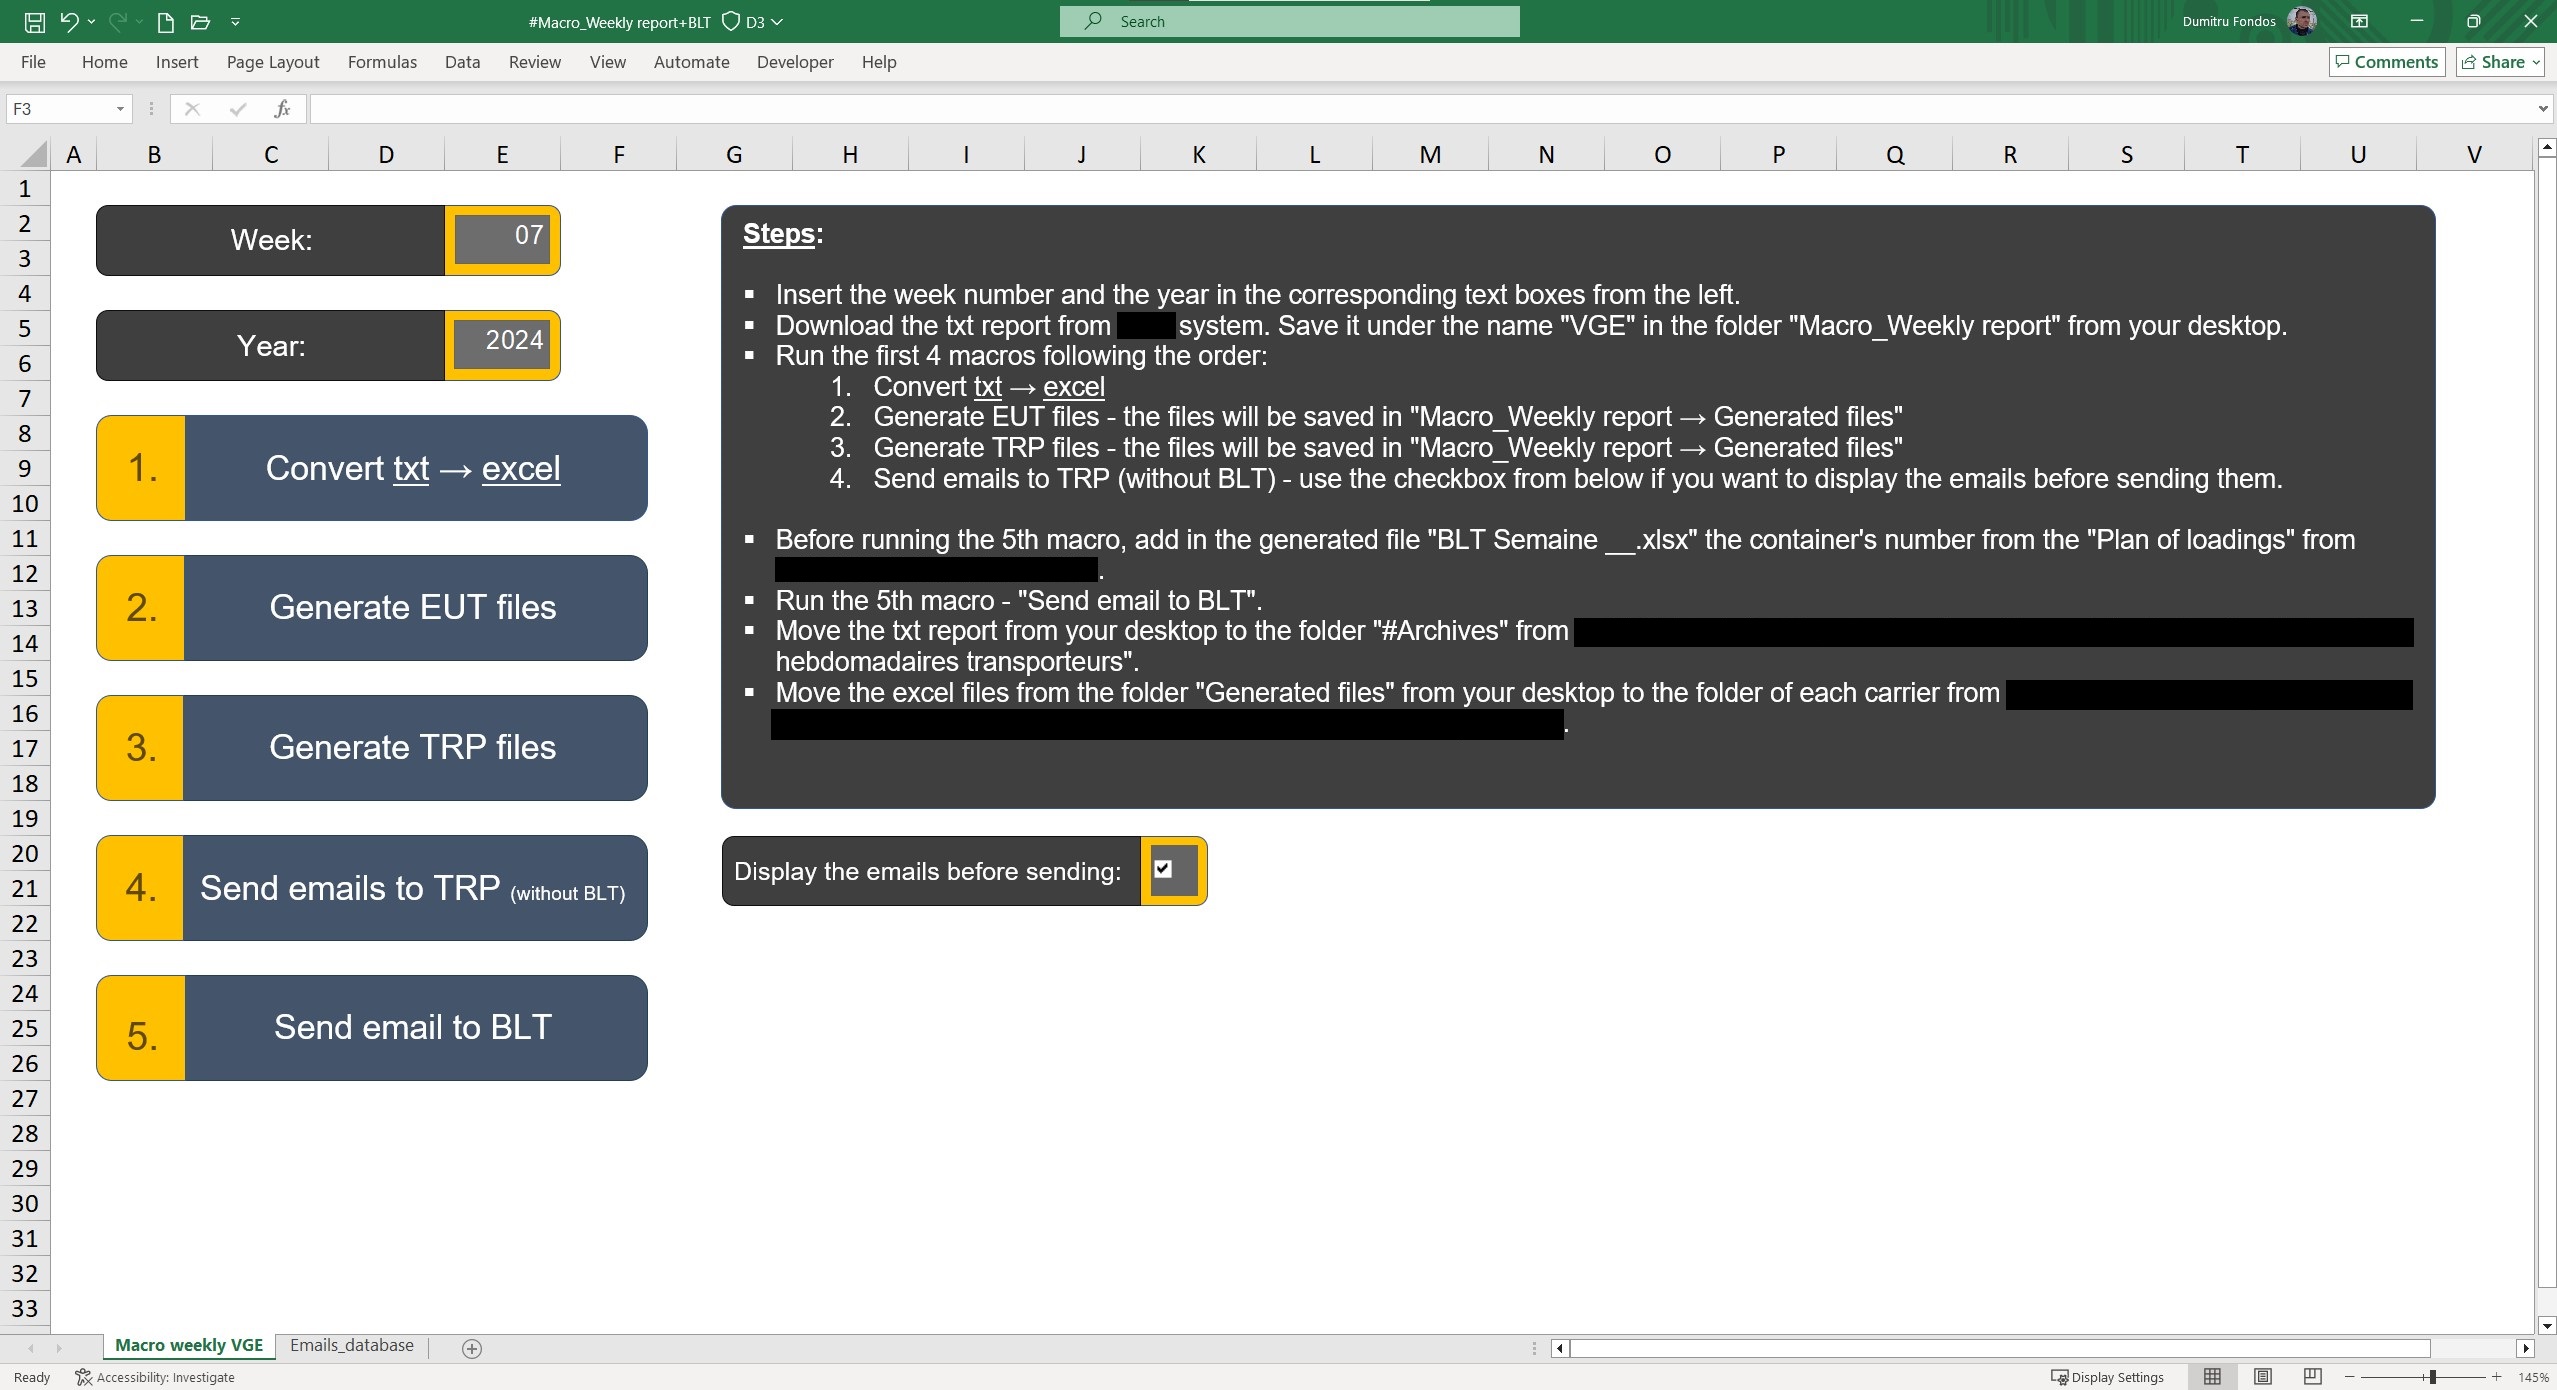 #Macro_Weekly report+BLT D3
Search
Dumitru Fondos
File Home Insert Page Layout Formulas Data Review View Automate Developer Help
Comments Share
F3
fx
A B C D E F G H I J K L M N O P Q R S T U V
1
2
3
4
5
6
7
8
9
10
11
12
13
14
15
16
17
18
19
20
21
22
23
24
25
26
27
28
29
30
31
32
33
Week: 07
Year: 2024
1. Convert txt → excel
2. Generate EUT files
3. Generate TRP files
4. Send emails to TRP (without BLT)
5. Send email to BLT
Steps:
▪ Insert the week number and the year in the corresponding text boxes from the left.
▪ Download the txt report from system. Save it under the name "VGE" in the folder "Macro_Weekly report" from your desktop.
▪ Run the first 4 macros following the order:
1. Convert txt → excel
2. Generate EUT files - the files will be saved in "Macro_Weekly report → Generated files"
3. Generate TRP files - the files will be saved in "Macro_Weekly report → Generated files"
4. Send emails to TRP (without BLT) - use the checkbox from below if you want to display the emails before sending them.
▪ Before running the 5th macro, add in the generated file "BLT Semaine __.xlsx" the container's number from the "Plan of loadings" from
.
▪ Run the 5th macro - "Send email to BLT".
▪ Move the txt report from your desktop to the folder "#Archives" from
hebdomadaires transporteurs".
▪ Move the excel files from the folder "Generated files" from your desktop to the folder of each carrier from
.
Display the emails before sending:
Macro weekly VGE Emails_database
Ready Accessibility: Investigate Display Settings 145%